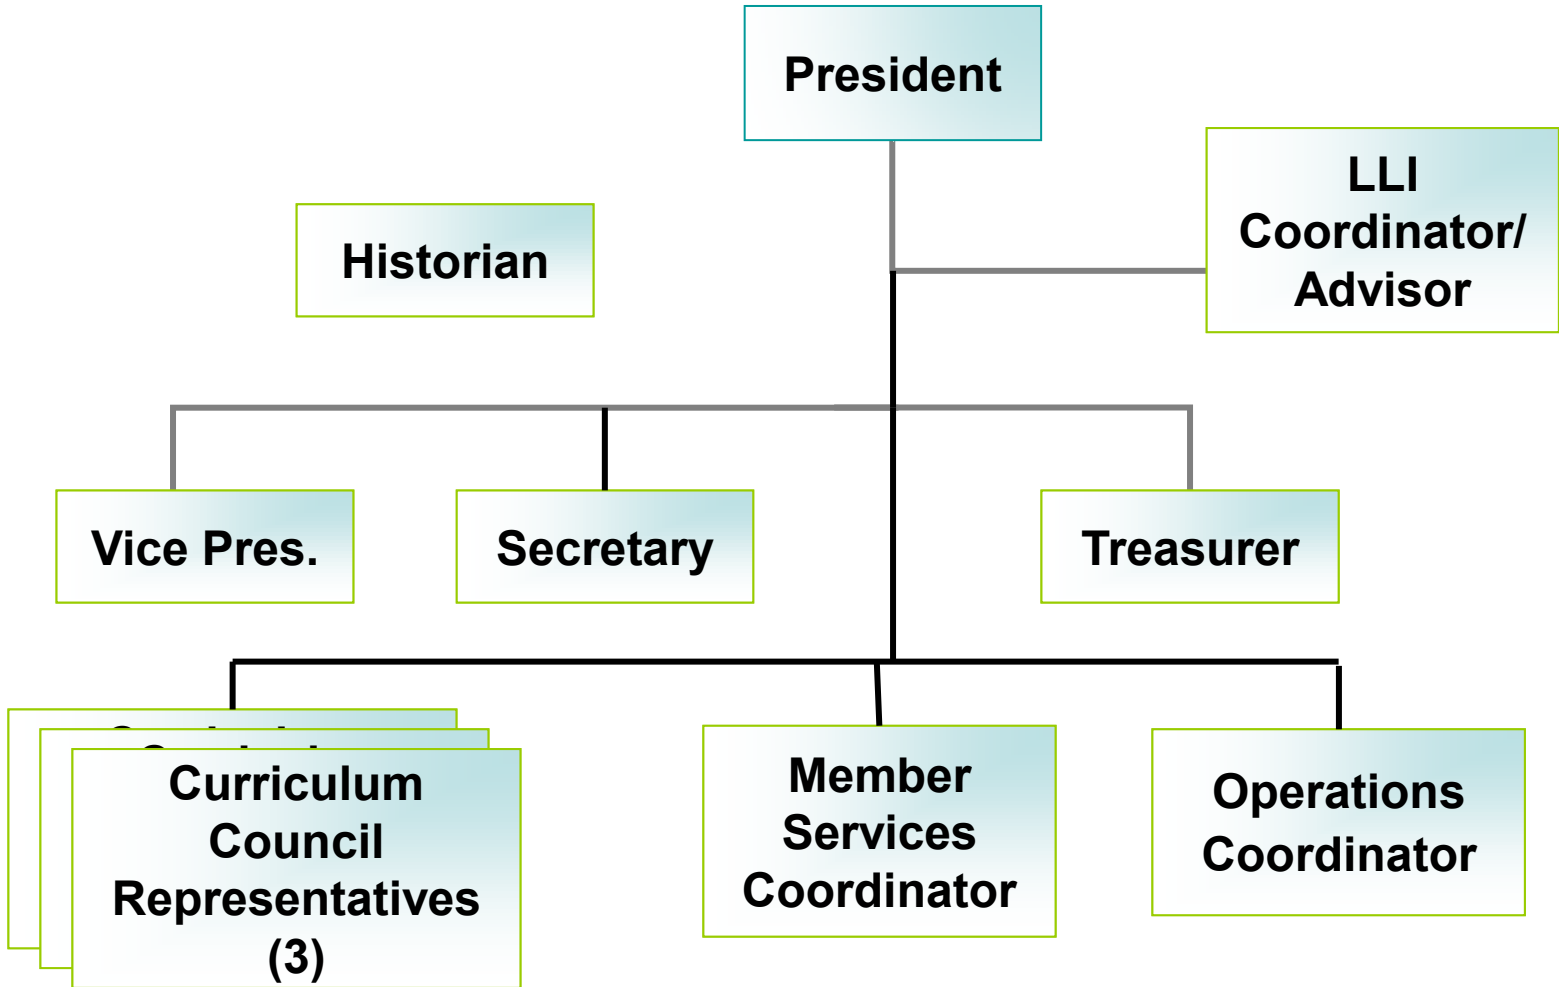 President
LLI
Coordinator/
Advisor
Historian
Vice Pres.
Secretary
Treasurer
Curriculum
Council
Representatives
(3)
Member
Services
Coordinator
Operations
Coordinator